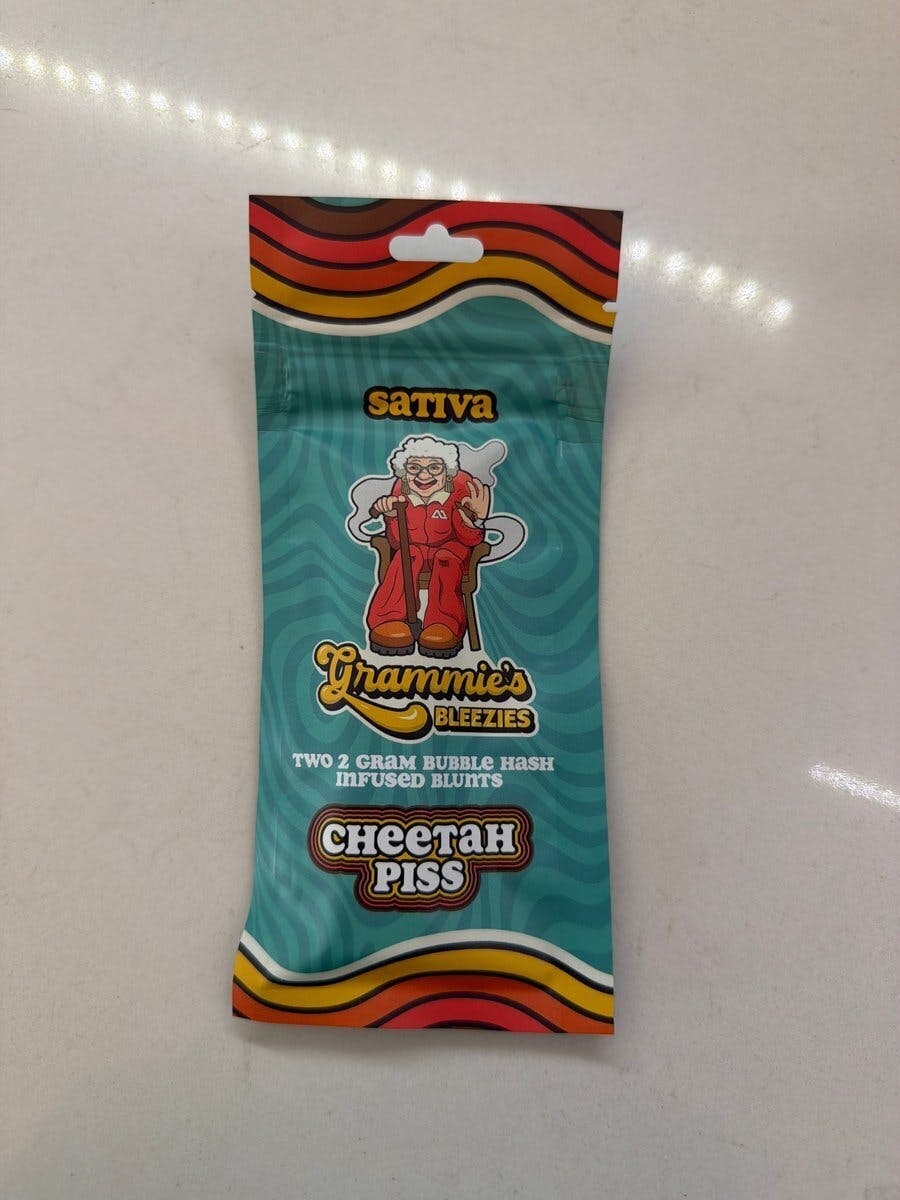 SATIVA
Grammie's
BLEEZIES
TWO 2 GRAM BUBBLE HASH
INFUSED BLUNTS
CHEETAH
PISS